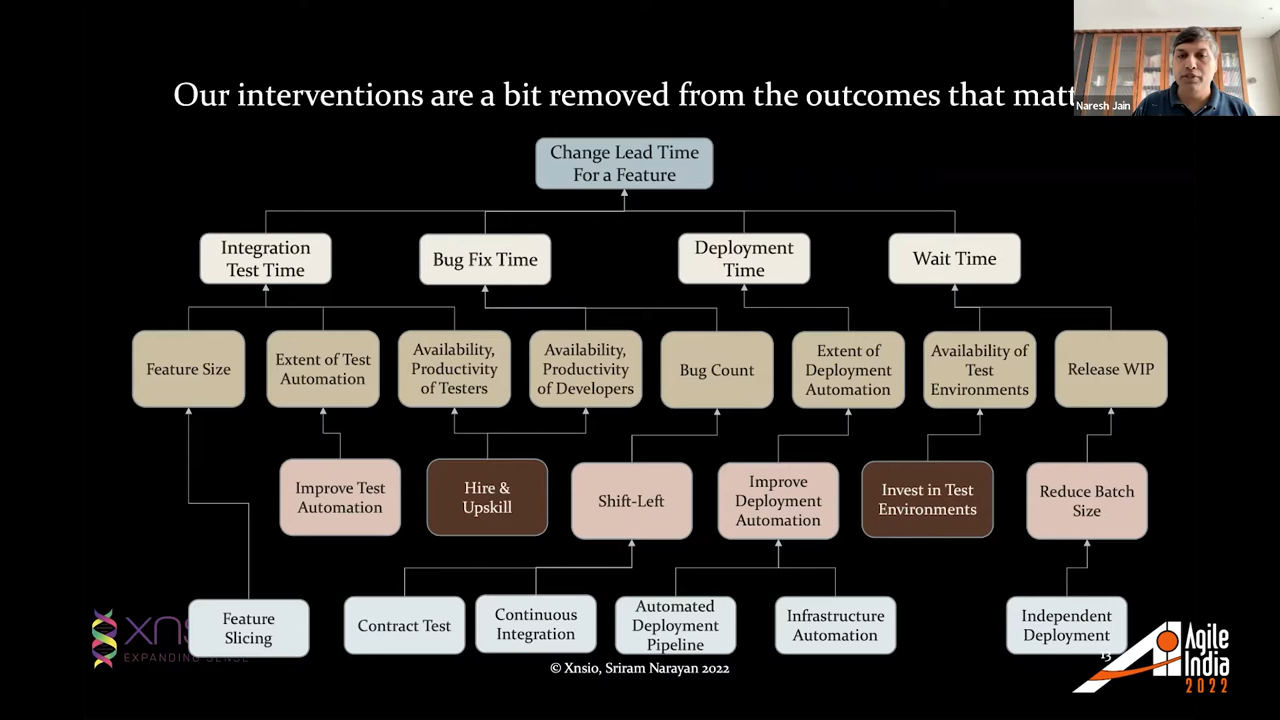 Our interventions are a bit removed from the outcomes that matt
Naresh Jain
Change Lead Time
For a Feature
Integration
Test Time
Bug Fix Time
Deployment
Time
Wait Time
Feature Size
Extent of Test
Automation
Availability,
Productivity
of Testers
Availability,
Productivity
of Developers
Bug Count
Extent of
Deployment
Automation
Availability of
Test
Environments
Release WIP
Improve Test
Automation
Hire &
Upskill
Shift-Left
Improve
Deployment
Automation
Invest in Test
Environments
Reduce Batch
Size
Feature
Slicing
Contract Test
Continuous
Integration
Automated
Deployment
Pipeline
Infrastructure
Automation
Independent
Deployment
xns
EXPANDING SENSE
© Xnsio, Sriram Narayan 2022
13
Agile
India
2022